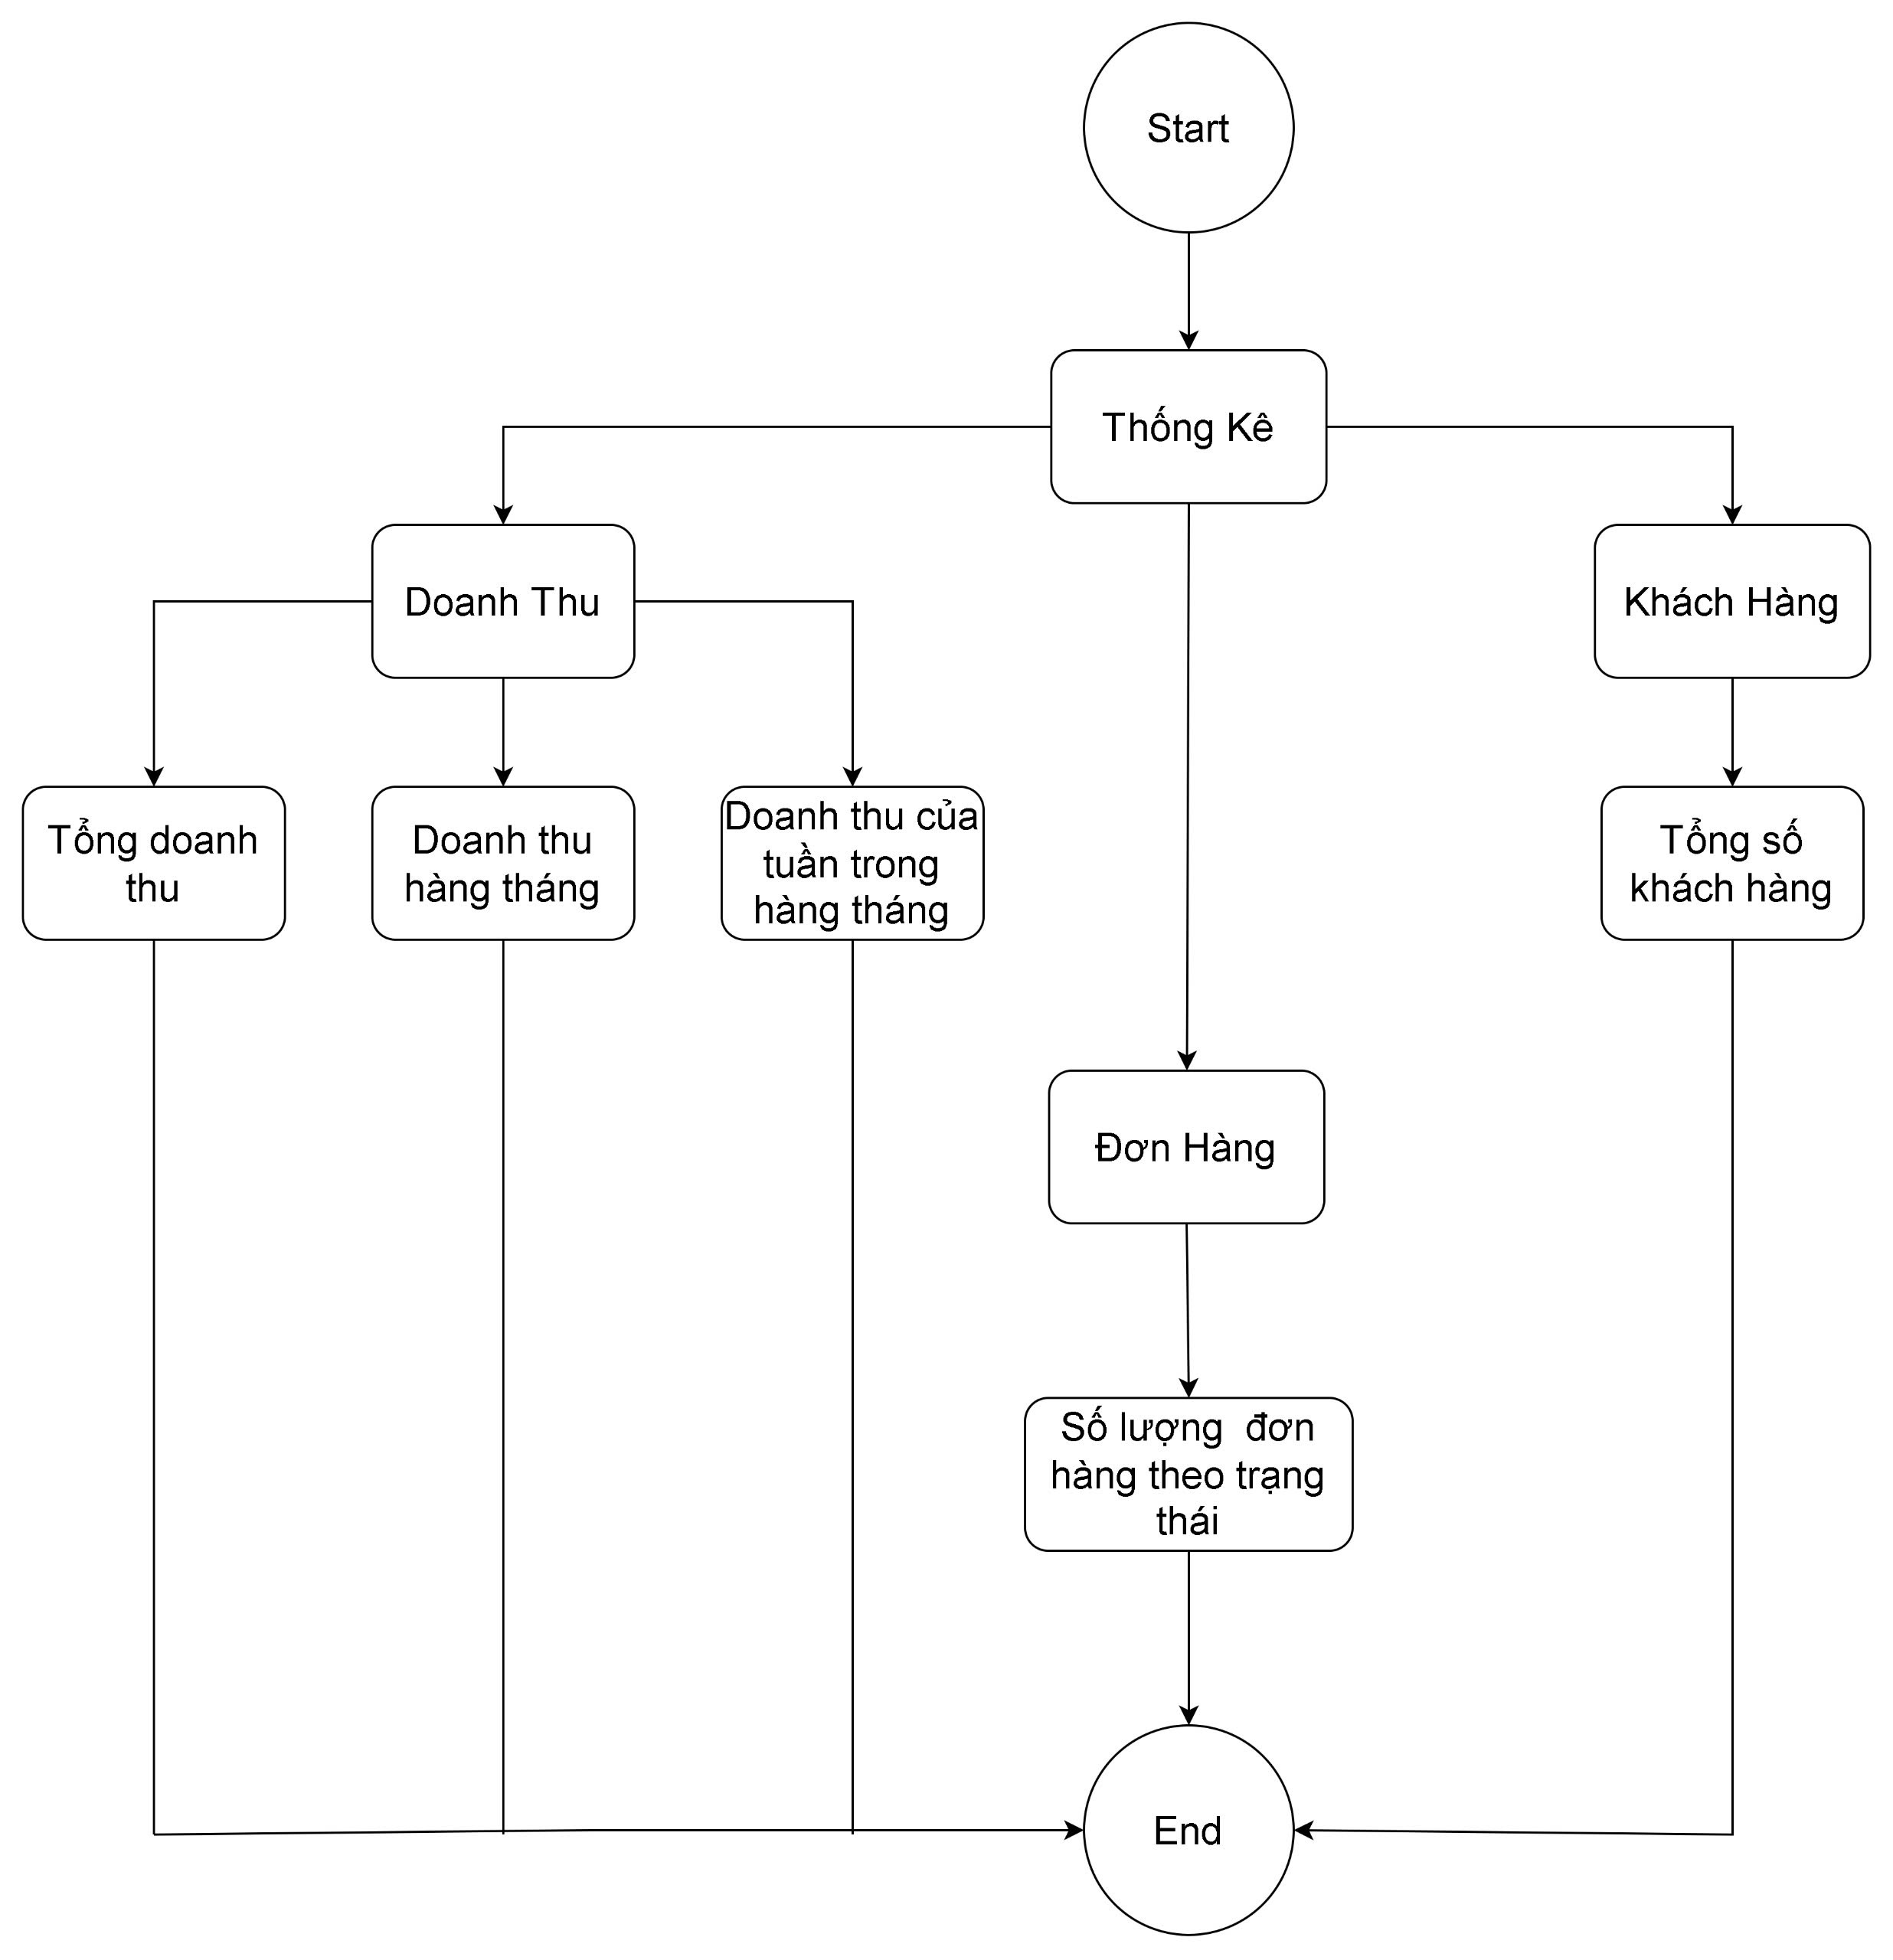 Start
Thống Kê
Doanh Thu
Khách Hàng
Tổng doanh
thu
Doanh thu
hàng tháng
Doanh thu của
tuần trong
hàng tháng
Tổng số
khách hàng
Đơn Hàng
Số lượng  đơn
hàng theo trạng
thái
End